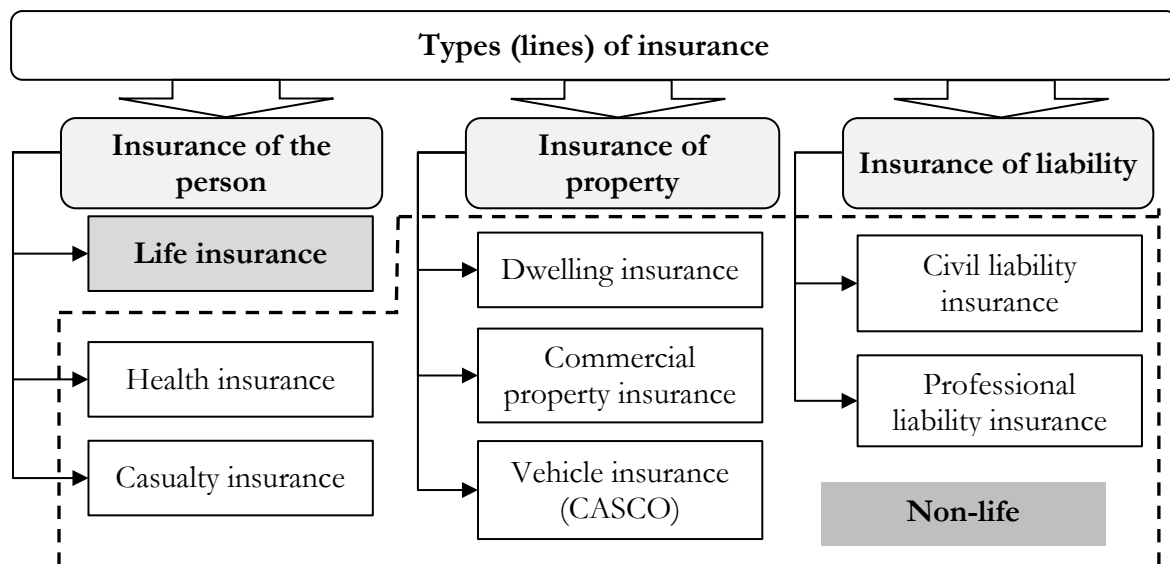 Types (lines) of insurance
Insurance of the
person
Life insurance
Health insurance
Casualty insurance
Insurance of
property
Dwelling insurance
Commercial
property insurance
Vehicle insurance
(CASCO)
Insurance of liability
Civil liability
insurance
Professional
liability insurance
Non-life